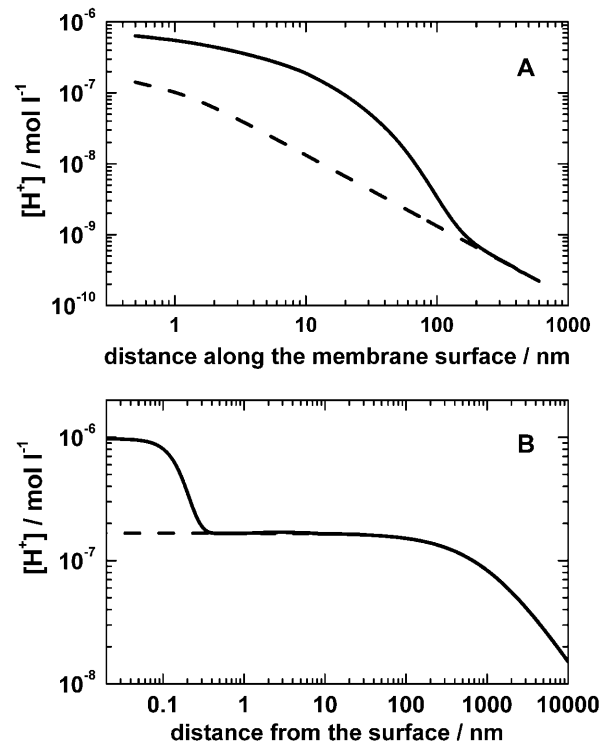 10⁻⁶
A
10⁻⁷
[H⁺] / mol l⁻¹
10⁻⁸
10⁻⁹
10⁻¹⁰
1 10 100 1000
distance along the membrane surface / nm
10⁻⁶
B
[H⁺] / mol l⁻¹
10⁻⁷
10⁻⁸
0.1 1 10 100 1000 10000
distance from the surface / nm